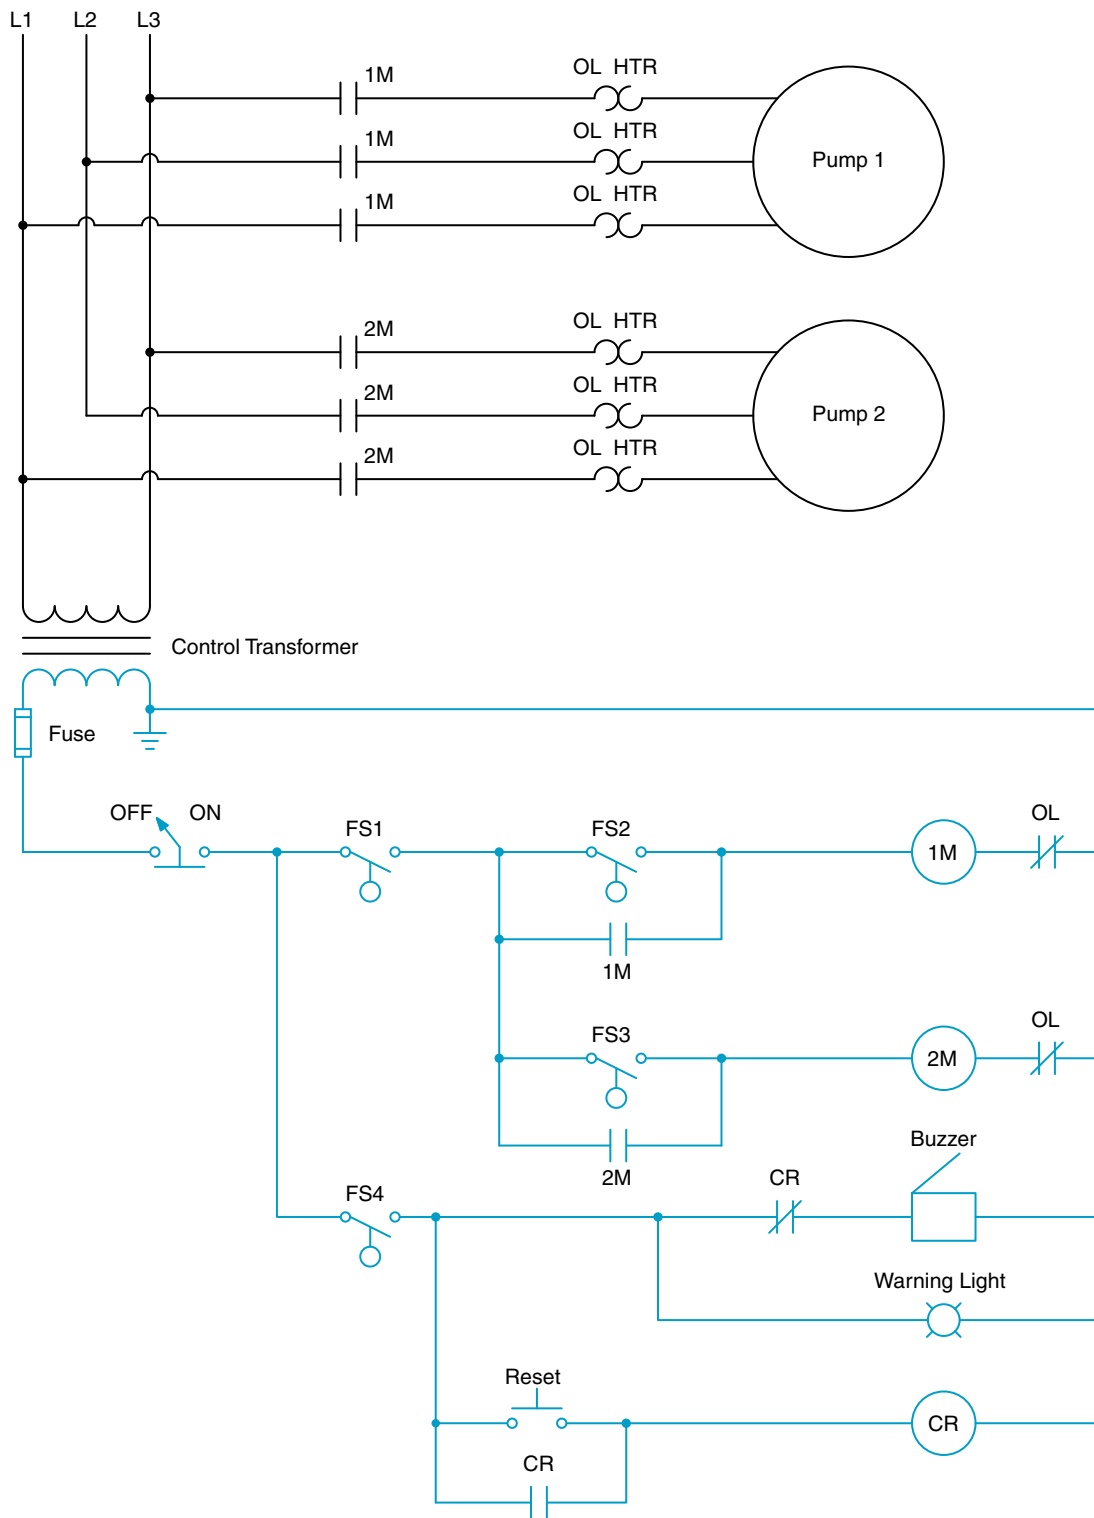 L1 L2 L3
1M OL HTR
1M OL HTR
Pump 1
1M OL HTR
2M OL HTR
2M OL HTR
Pump 2
2M OL HTR
Control Transformer
Fuse
OFF ON FS1 FS2 OL
1M
1M
FS3 OL
2M
2M
Buzzer
CR
FS4
Warning Light
Reset
CR
CR